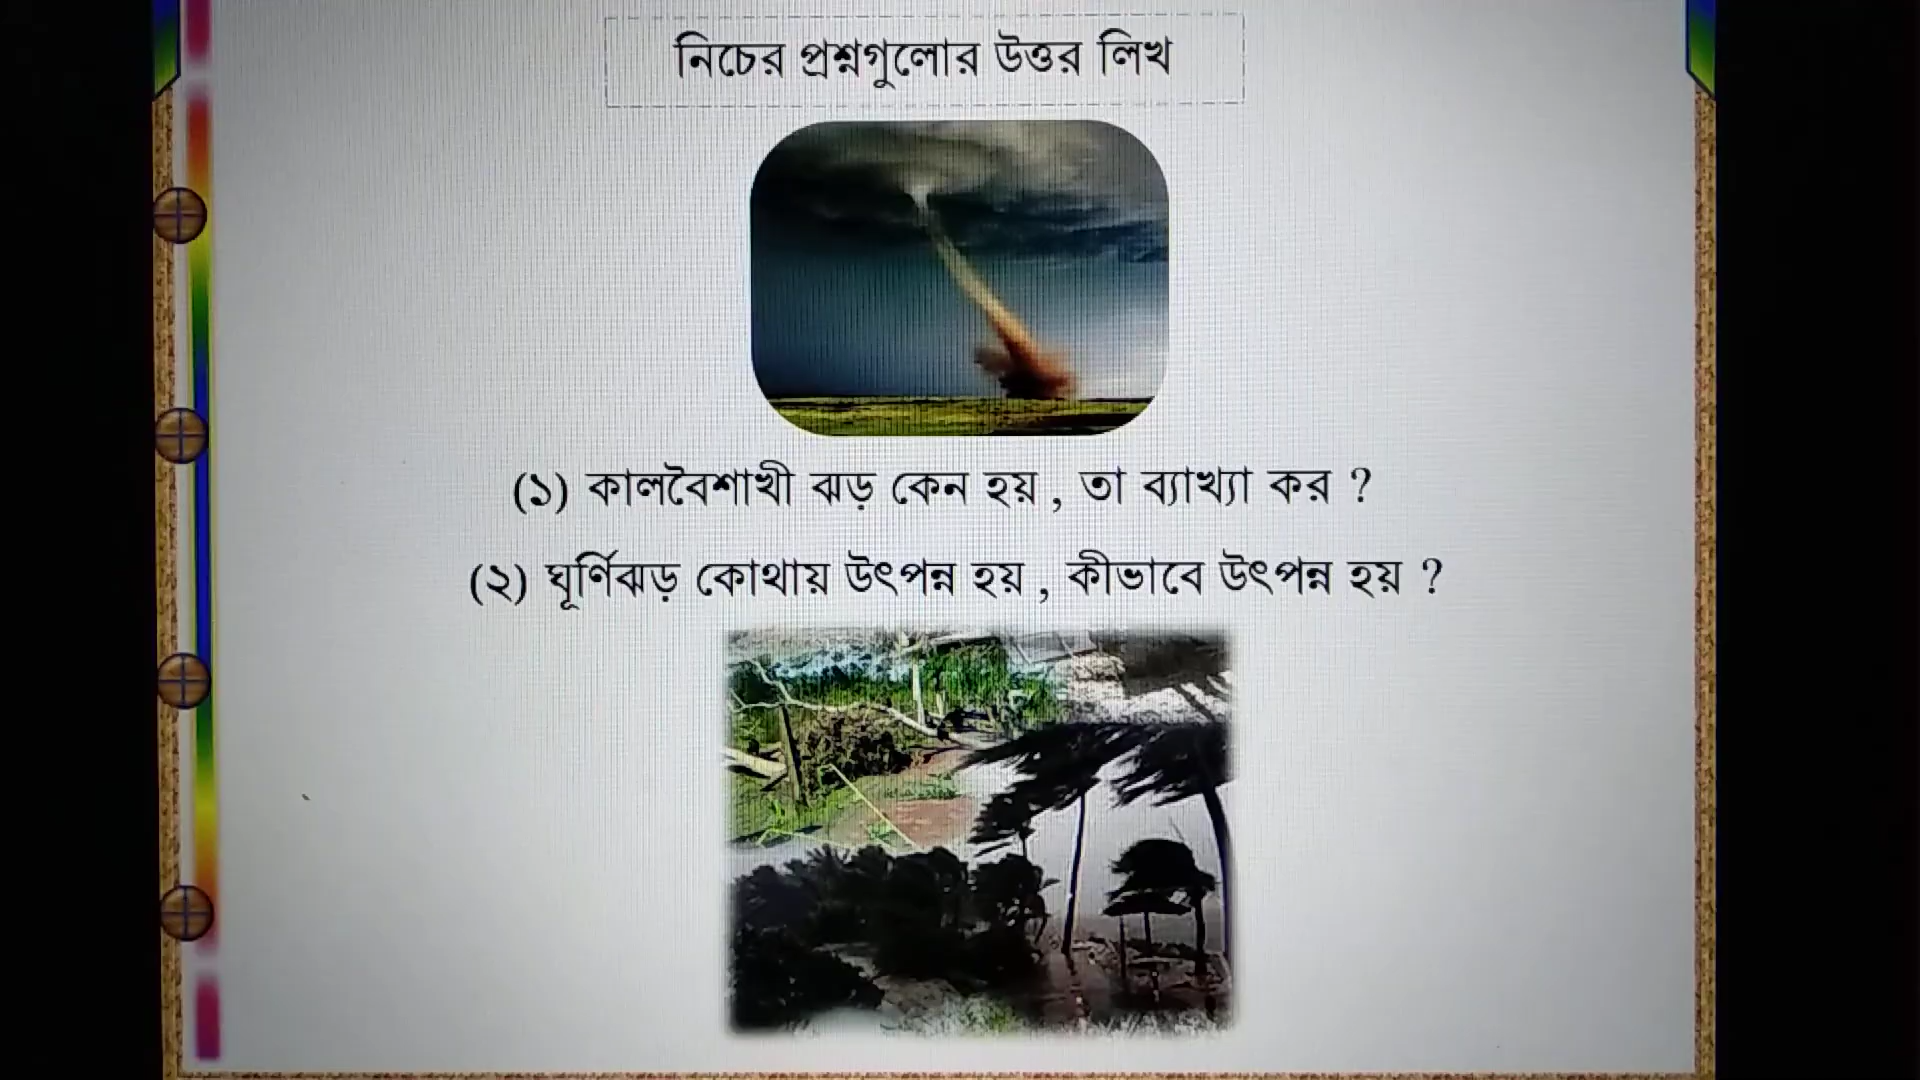 নিচের প্রশ্নগুলোর উত্তর লিখ
(১) কালবৈশাখী ঝড় কেন হয় , তা ব্যাখ্যা কর ?
(২) ঘূর্ণিঝড় কোথায় উৎপন্ন হয় , কীভাবে উৎপন্ন হয় ?